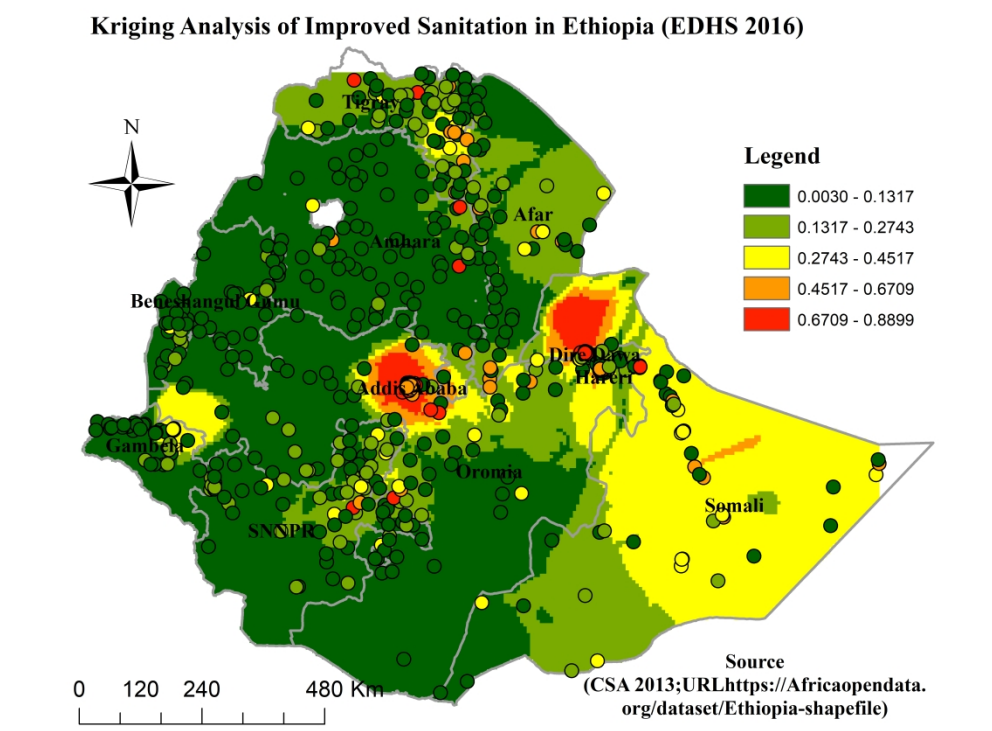 Kriging Analysis of Improved Sanitation in Ethiopia (EDHS 2016)
N
Tigray
Afar
Amhara
Beneshangul Gumu
Dire Dawa
Hareri
Addis Ababa
Gambela
Oromia
Somali
SNNPR
Legend
0.0030 - 0.1317
0.1317 - 0.2743
0.2743 - 0.4517
0.4517 - 0.6709
0.6709 - 0.8899
0 120 240 480 Km
Source
(CSA 2013;URLhttps://Africaopendata.
org/dataset/Ethiopia-shapefile)